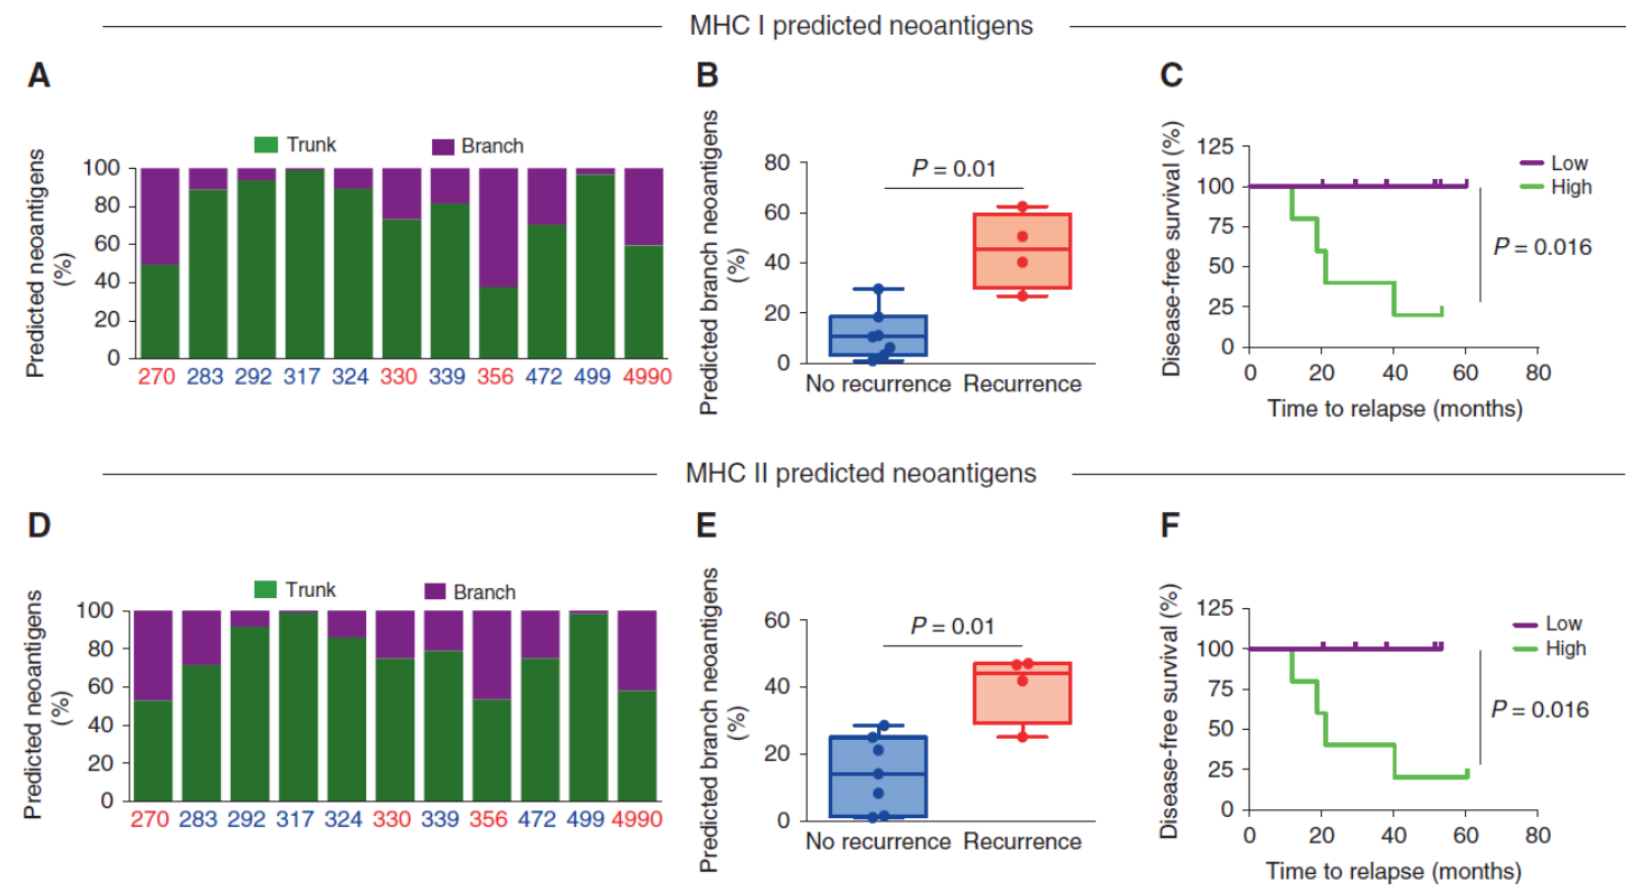 MHC I predicted neoantigens
A
Trunk
Branch
Predicted neoantigens
(%)
100
80
60
40
20
0
270 283 292 317 324 330 339 356 472 499 4990
B
Predicted branch neoantigens
(%)
80
60
40
20
0
P = 0.01
No recurrence Recurrence
C
Disease-free survival (%)
125
100
75
50
25
0
Low
High
P = 0.016
0 20 40 60 80
Time to relapse (months)
MHC II predicted neoantigens
D
Trunk
Branch
Predicted neoantigens
(%)
100
80
60
40
20
0
270 283 292 317 324 330 339 356 472 499 4990
E
Predicted branch neoantigens
(%)
60
40
20
0
P = 0.01
No recurrence Recurrence
F
Disease-free survival (%)
125
100
75
50
25
0
Low
High
P = 0.016
0 20 40 60 80
Time to relapse (months)